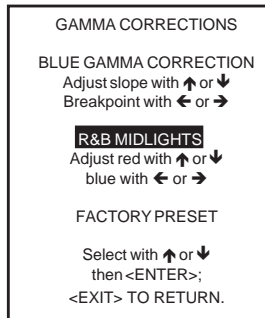 GAMMA CORRECTIONS
BLUE GAMMA CORRECTION
Adjust slope with ↑ or ↓
Breakpoint with ← or →
R&B MIDLIGHTS
Adjust red with ↑ or ↓
blue with ← or →
FACTORY PRESET
Select with ↑ or ↓
then <ENTER>;
<EXIT> TO RETURN.